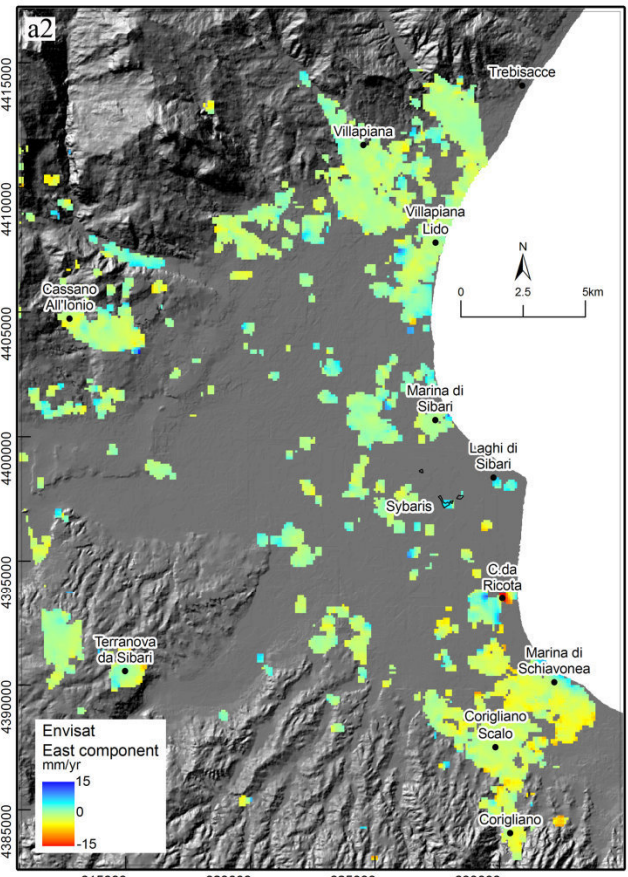 a2
Trebisacce
4415000
Villapiana
4410000
Villapiana
Lido
N
0 2.5 5km
Cassano
All'Ionio
4405000
Marina di
Sibari
4400000
Laghi di
Sibari
Sybaris
4395000
C.da
Ricota
Terranova
da Sibari
Marina di
Schiavonea
4390000
Corigliano
Scalo
Envisat
East component
mm/yr
15
0
-15
4385000
Corigliano